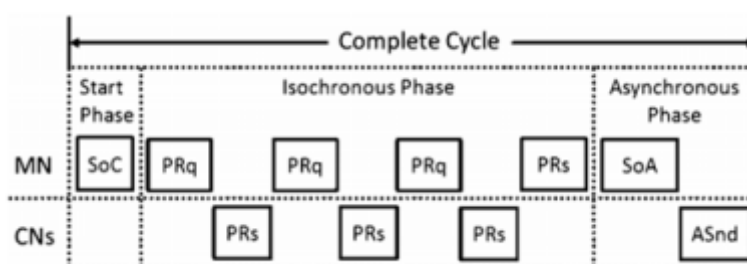 Complete Cycle
Start Phase
Isochronous Phase
Asynchronous Phase
MN SoC PRq PRq PRq PRs SoA
CNs PRs PRs PRs ASnd